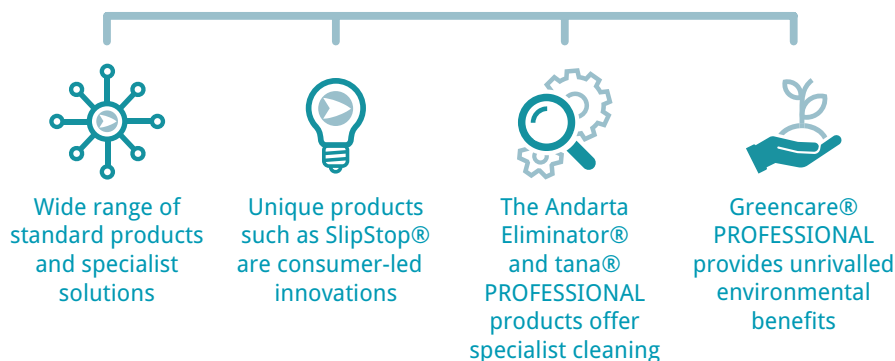 Wide range of
standard products
and specialist
solutions
Unique products
such as SlipStop®
are consumer-led
innovations
The Andarta
Eliminator®
and tana®
PROFESSIONAL
products offer
specialist cleaning
Greencare®
PROFESSIONAL
provides unrivalled
environmental
benefits